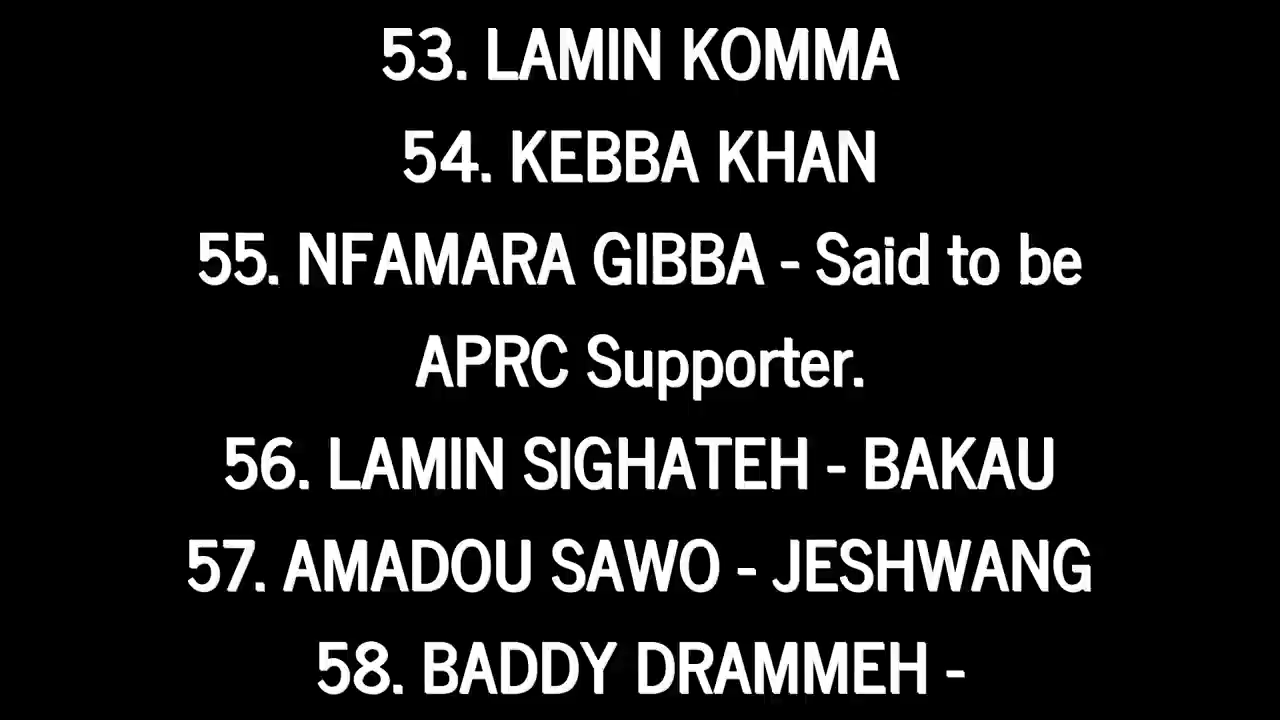 53. LAMIN KOMMA
54. KEBBA KHAN
55. NFAMARA GIBBA - Said to be
APRC Supporter.
56. LAMIN SIGHATEH - BAKAU
57. AMADOU SAWO - JESHWANG
58. BADDY DRAMMEH -